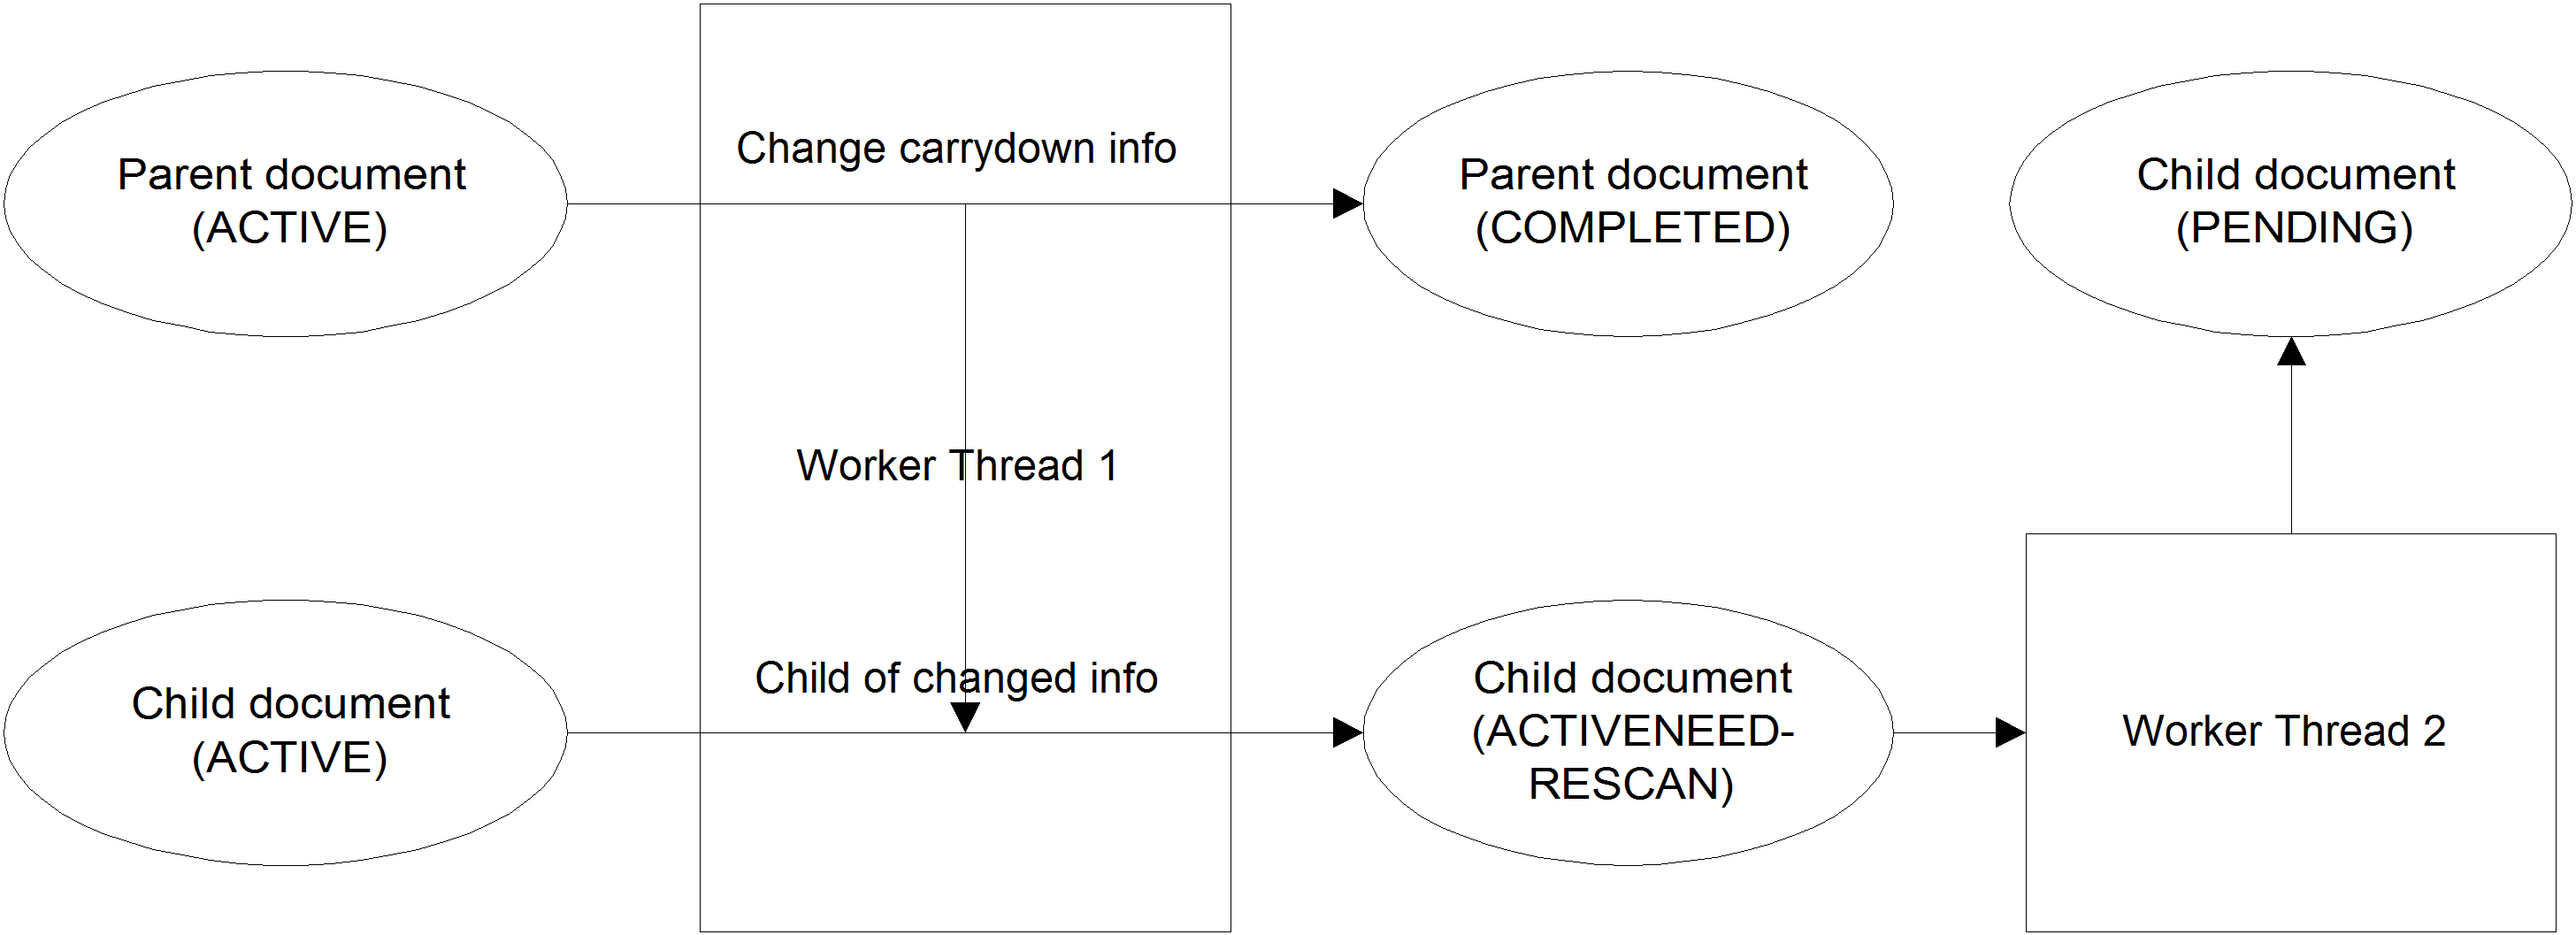 Parent document
(ACTIVE)
Change carrydown info
Parent document
(COMPLETED)
Child document
(PENDING)
Worker Thread 1
Child document
(ACTIVE)
Child of changed info
Child document
(ACTIVENEED-
RESCAN)
Worker Thread 2